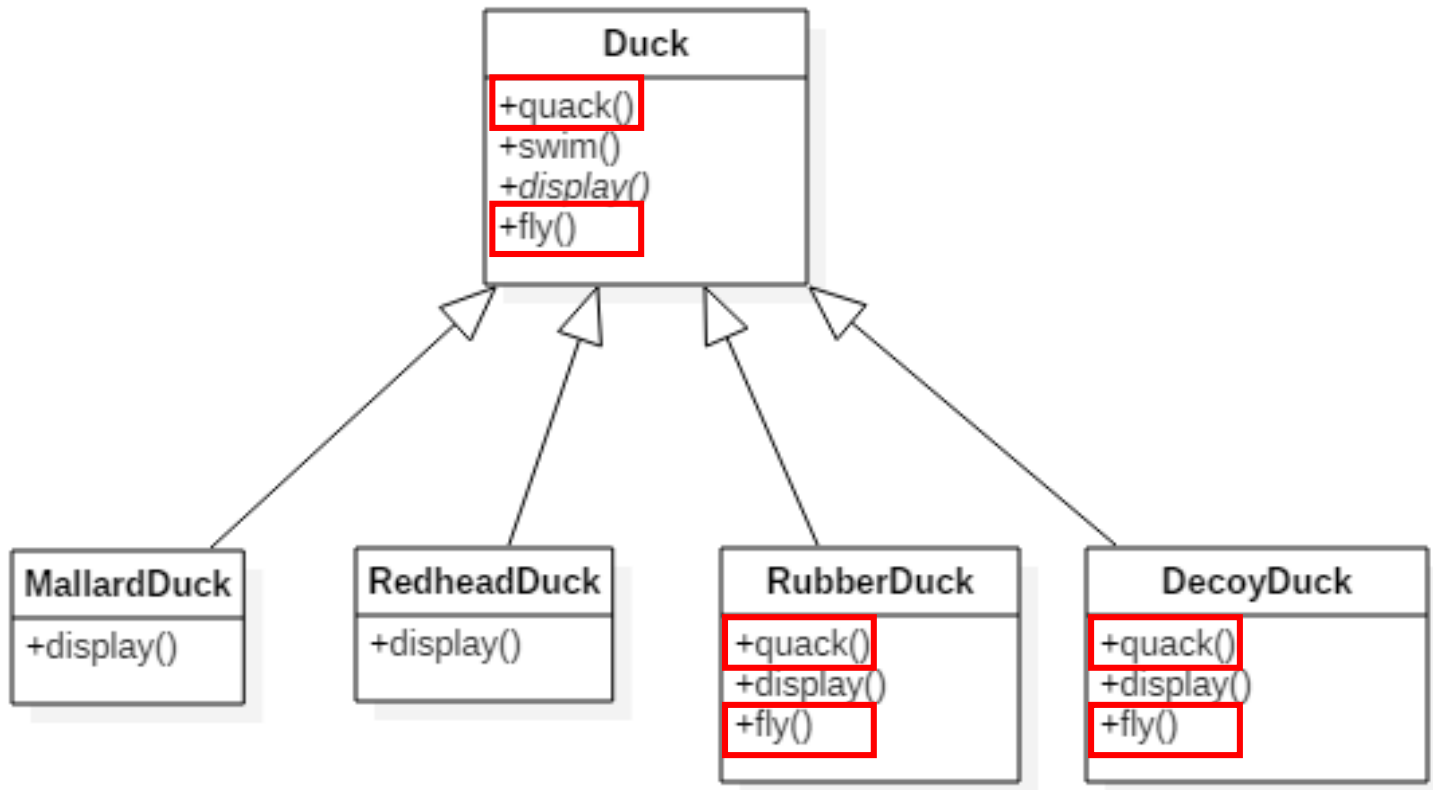 Duck
+quack()
+swim()
+display()
+fly()
MallardDuck
+display()
RedheadDuck
+display()
RubberDuck
+quack()
+display()
+fly()
DecoyDuck
+quack()
+display()
+fly()